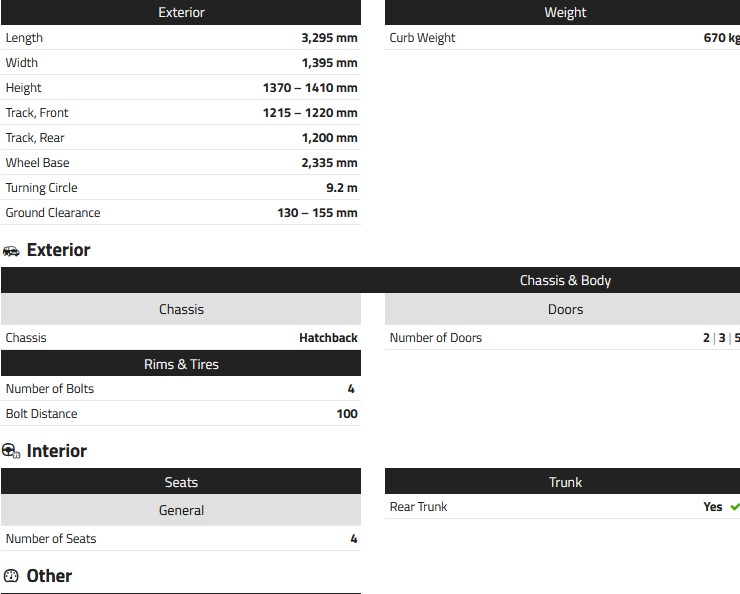 Exterior
Length 3,295 mm
Width 1,395 mm
Height 1370 – 1410 mm
Track, Front 1215 – 1220 mm
Track, Rear 1,200 mm
Wheel Base 2,335 mm
Turning Circle 9.2 m
Ground Clearance 130 – 155 mm
Weight
Curb Weight 670 kg
Exterior
Chassis & Body
Chassis
Chassis Hatchback
Doors
Number of Doors 2 | 3 | 5
Rims & Tires
Number of Bolts 4
Bolt Distance 100
Interior
Seats
General
Number of Seats 4
Trunk
Rear Trunk Yes
Other